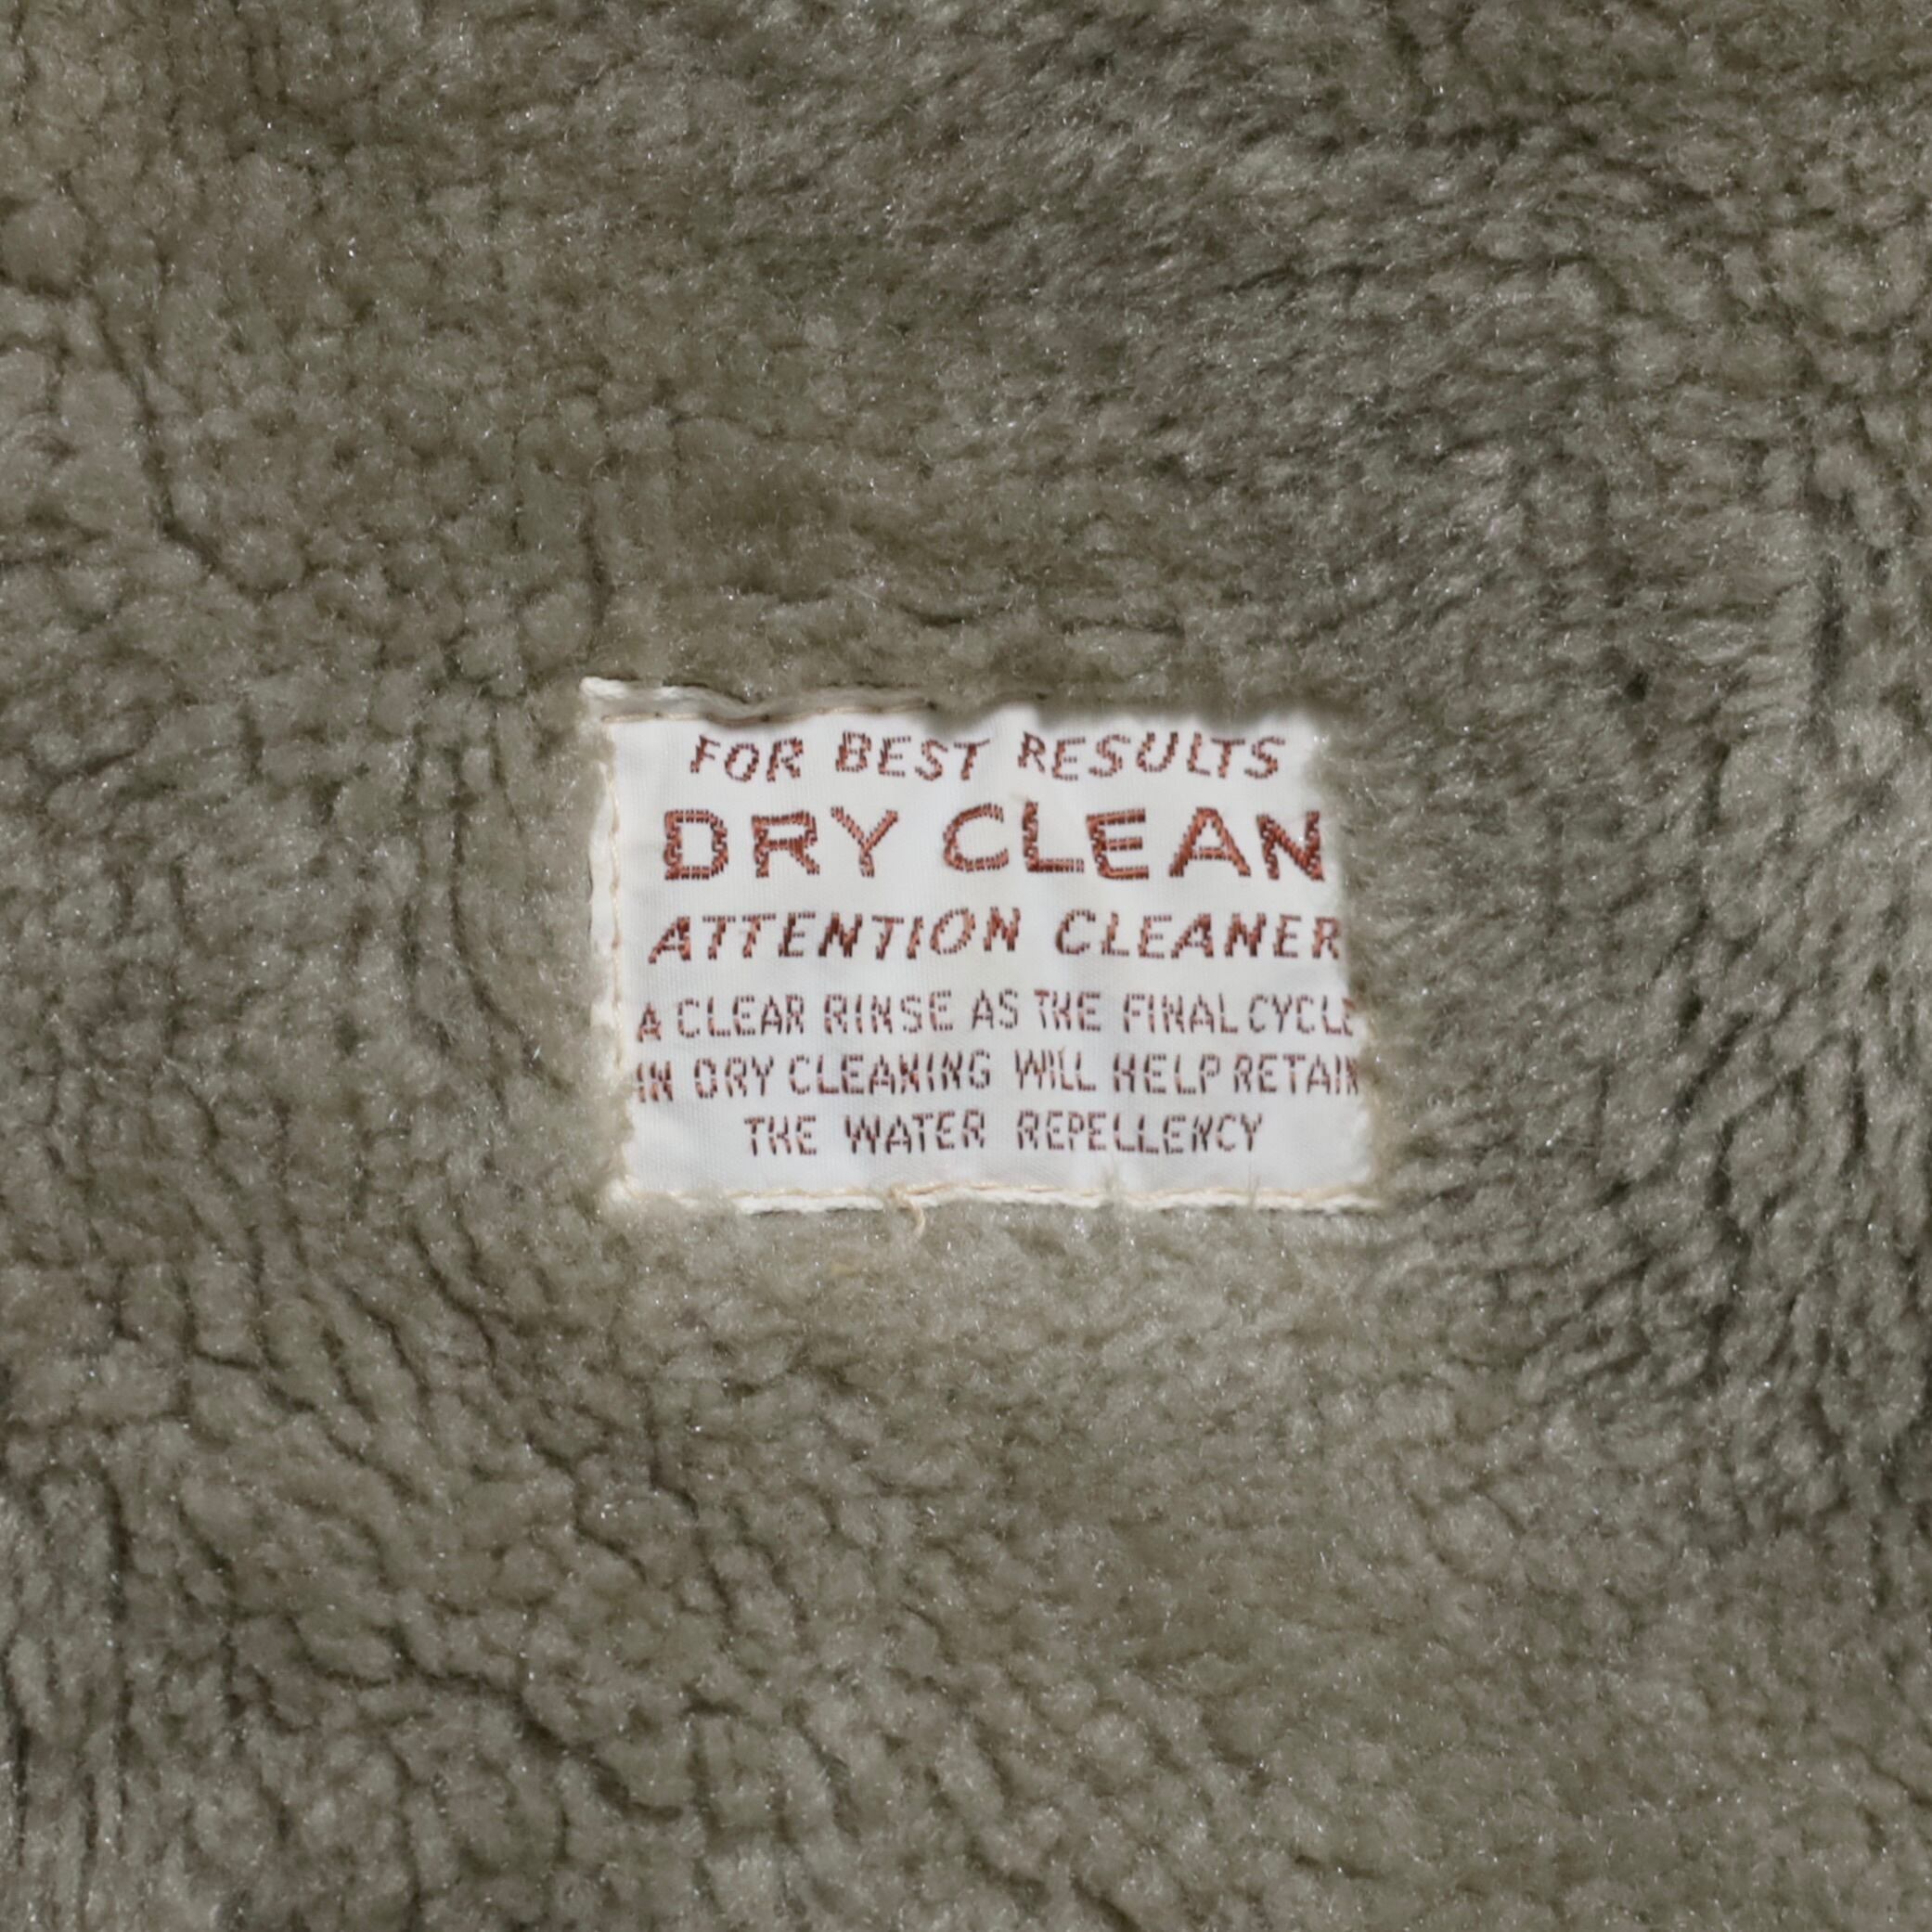 FOR BEST RESULTS
DRY CLEAN
ATTENTION CLEANER
A CLEAR RINSE AS THE FINAL CYCLE
IN DRY CLEANING WILL HELP RETAIN
THE WATER REPELLENCY